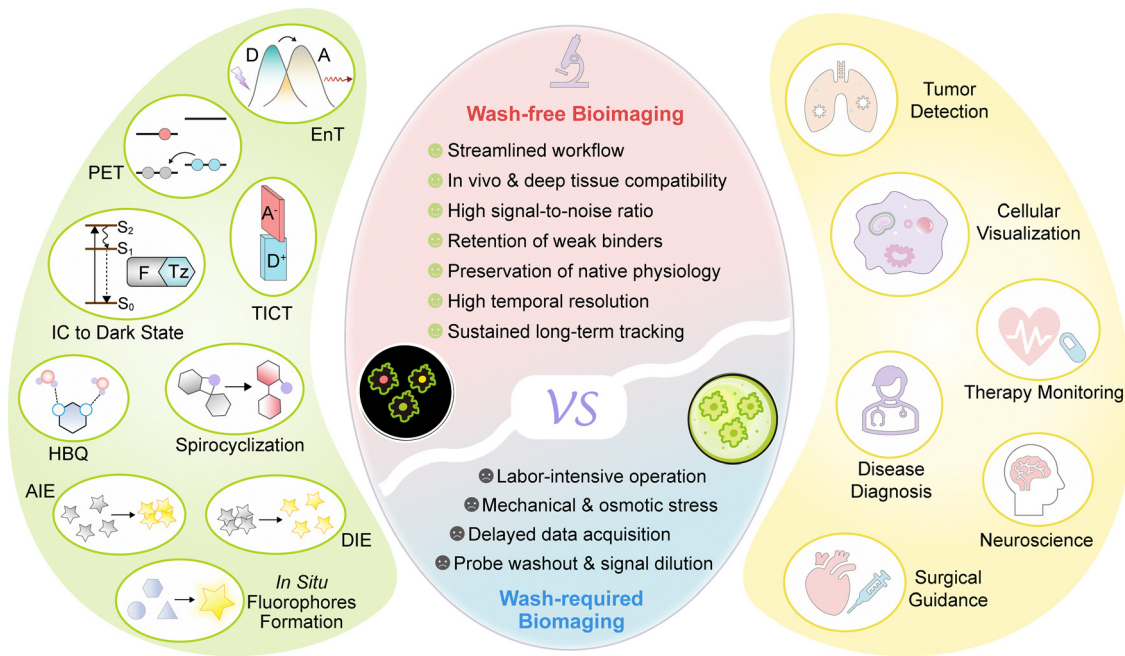 D
A
EnT
PET
A-
D+
TICT
S2
S1
S0
F
Tz
IC to Dark State
HBQ
Spirocyclization
AIE
DIE
In Situ
Fluorophores
Formation
Wash-free Bioimaging
Streamlined workflow
In vivo & deep tissue compatibility
High signal-to-noise ratio
Retention of weak binders
Preservation of native physiology
High temporal resolution
Sustained long-term tracking
VS
Labor-intensive operation
Mechanical & osmotic stress
Delayed data acquisition
Probe washout & signal dilution
Wash-required
Biomaging
Tumor
Detection
Cellular
Visualization
Therapy Monitoring
Disease
Diagnosis
Neuroscience
Surgical
Guidance